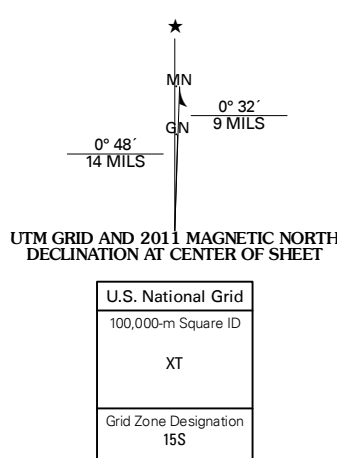 ★
MN
0° 32´
9 MILS
GN
0° 48´
14 MILS
UTM GRID AND 2011 MAGNETIC NORTH
DECLINATION AT CENTER OF SHEET
U.S. National Grid
100,000-m Square ID
XT
Grid Zone Designation
15S